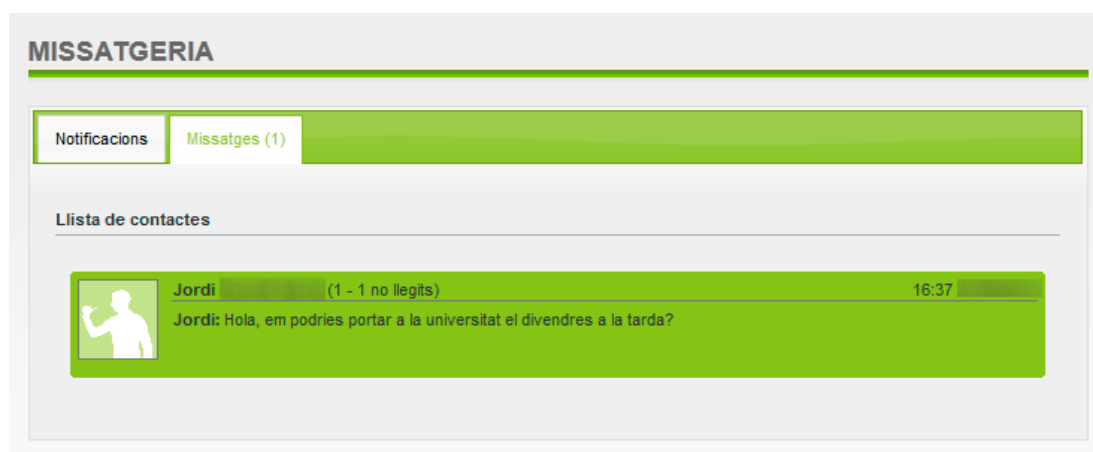 MISSATGERIA
Notificacions Missatges (1)
Llista de contactes
Jordi (1 - 1 no llegits) 16:37
Jordi: Hola, em podries portar a la universitat el divendres a la tarda?